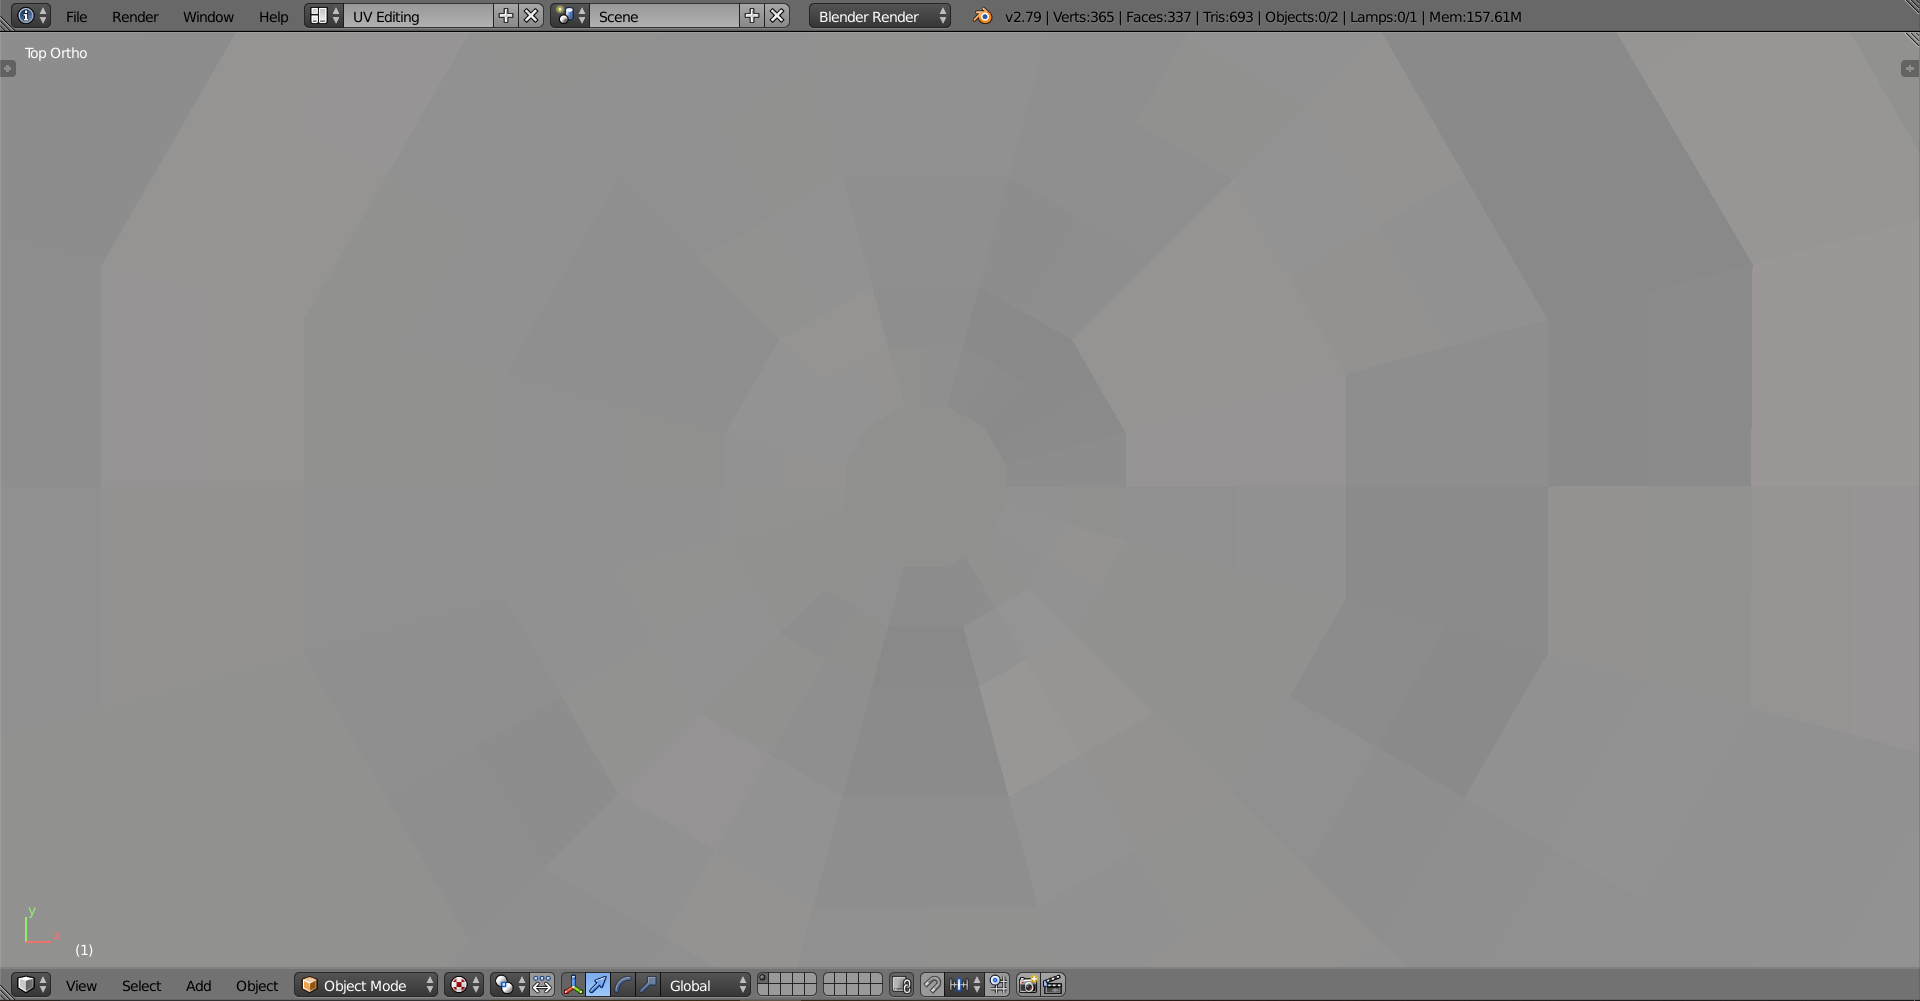 File Render Window Help UV Editing Scene Blender Render v2.79 | Verts:365 | Faces:337 | Tris:693 | Objects:0/2 | Lamps:0/1 | Mem:157.61M
Top Ortho
y
x
(1)
View Select Add Object Object Mode Global